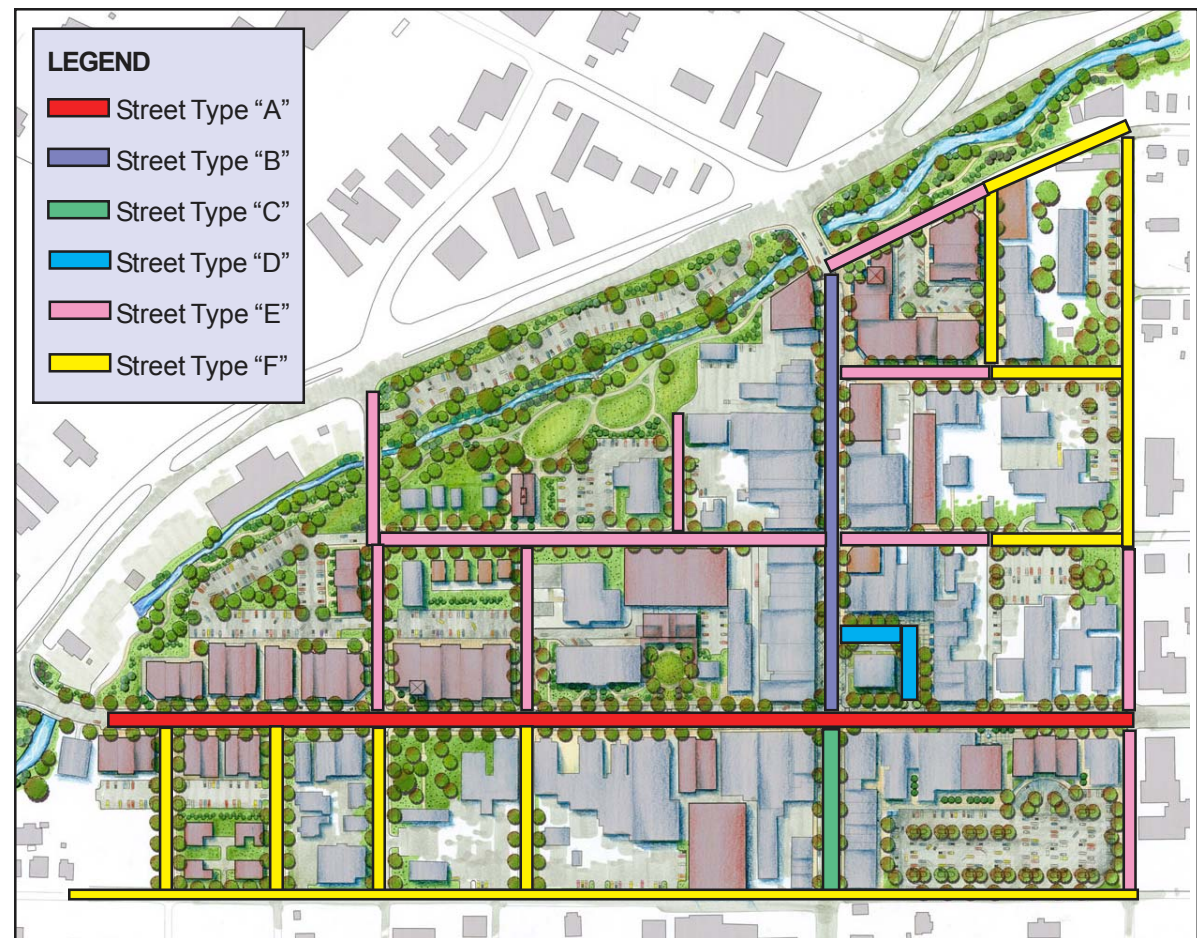 LEGEND
Street Type “A”
Street Type “B”
Street Type “C”
Street Type “D”
Street Type “E”
Street Type “F”